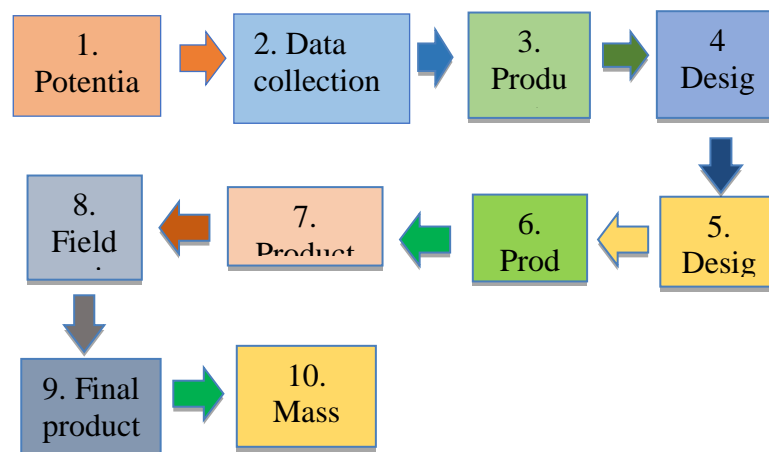 1.
Potentia
2. Data
collection
3.
Produ
4
Desig
5.
Desig
6.
Prod
7.
Product
8.
Field
9. Final
product
10.
Mass